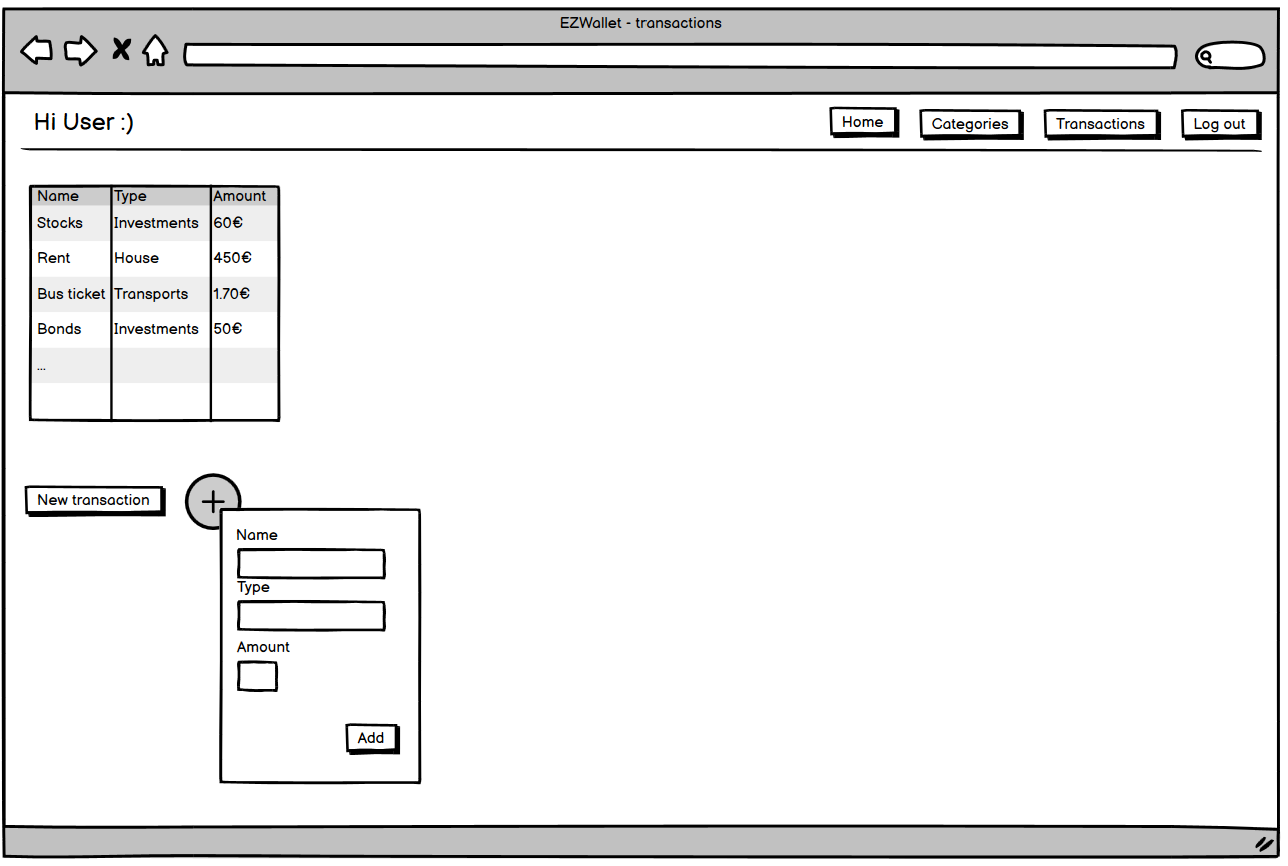 EZWallet - transactions
Hi User :)
Home
Categories
Transactions
Log out
Name Type Amount
Stocks Investments 60€
Rent House 450€
Bus ticket Transports 1.70€
Bonds Investments 50€
...
New transaction
Name
Type
Amount
Add